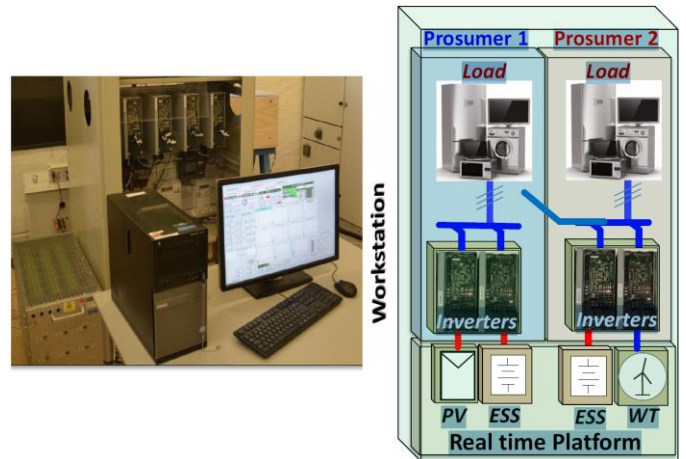 Prosumer 1 Prosumer 2
Load Load
Workstation
Inverters Inverters
PV ESS ESS WT
Real time Platform